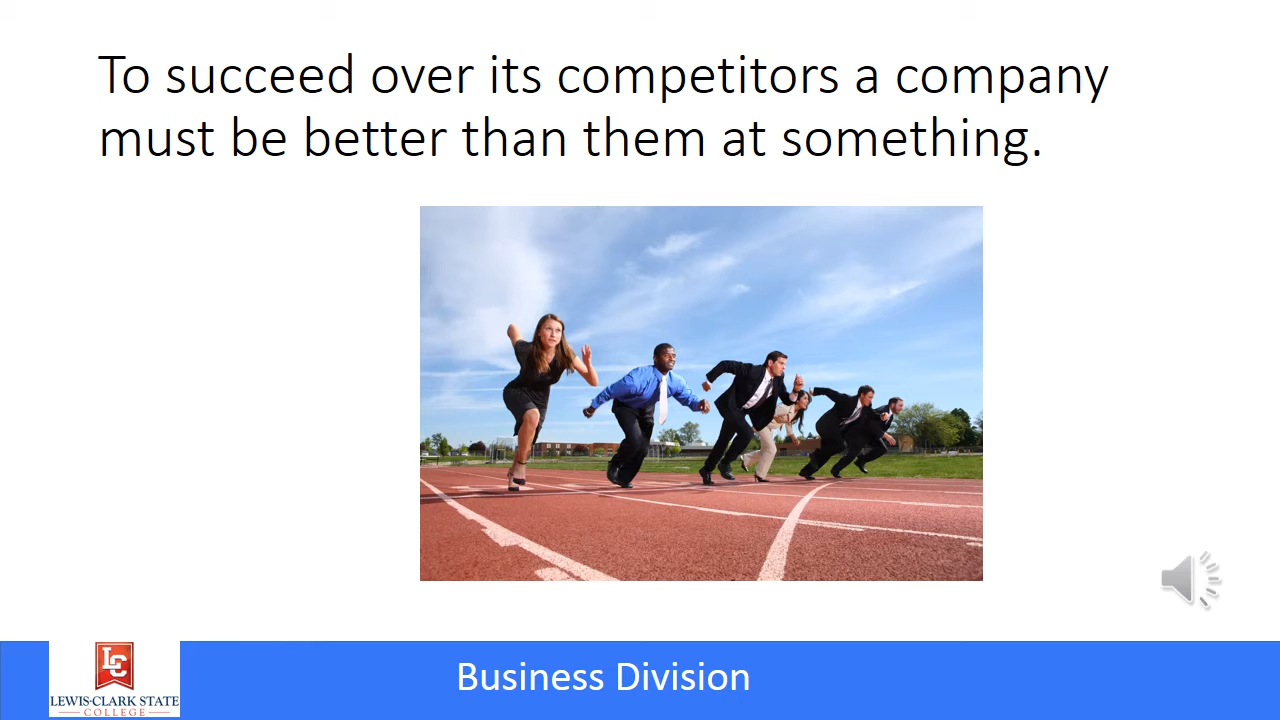 To succeed over its competitors a company
must be better than them at something.
LC
LEWIS-CLARK STATE
COLLEGE
Business Division